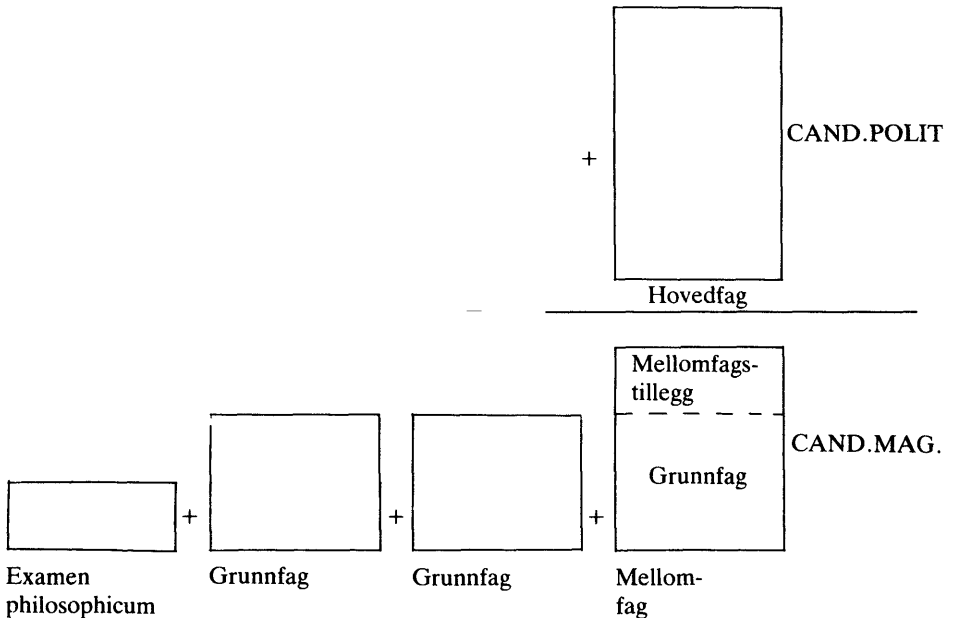 +
CAND.POLIT
Hovedfag
Mellomfags-
tillegg
CAND.MAG.
Grunnfag
+
+
+
Examen
philosophicum
Grunnfag
Grunnfag
Mellom-
fag